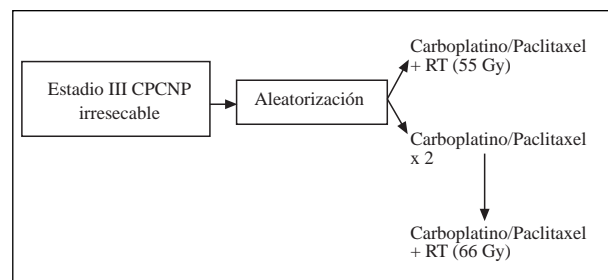 Estadio III CPCNP
irresecable
Aleatorización
Carboplatino/Paclitaxel
+ RT (55 Gy)
Carboplatino/Paclitaxel
x 2
Carboplatino/Paclitaxel
+ RT (66 Gy)